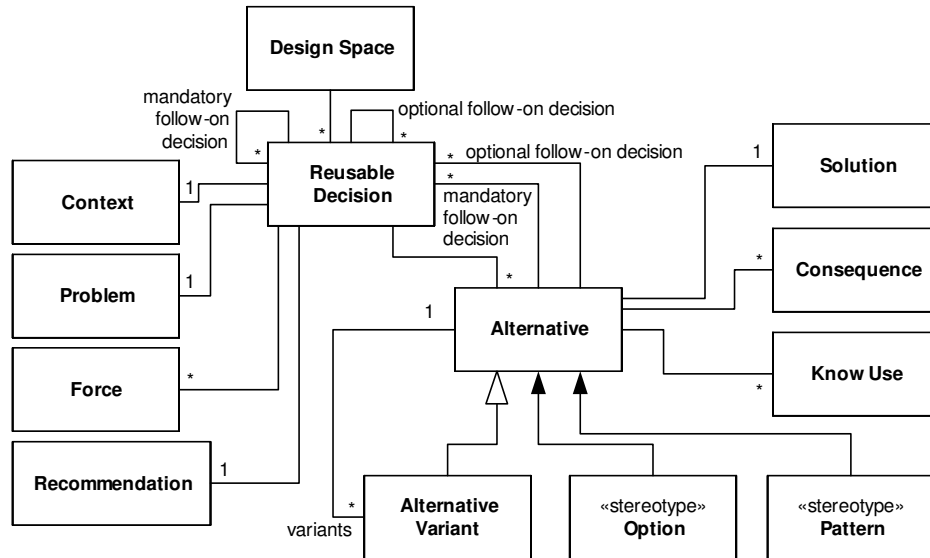 Design Space
mandatory
follow-on
decision
*
*
optional follow-on decision
*
Reusable
Decision
* optional follow-on decision
*
mandatory
follow-on
decision
*
Context
1
Problem
1
Force
*
Recommendation
1
Solution
1
Consequence
*
Know Use
*
Alternative
1
*
variants
Alternative
Variant
«stereotype»
Option
«stereotype»
Pattern